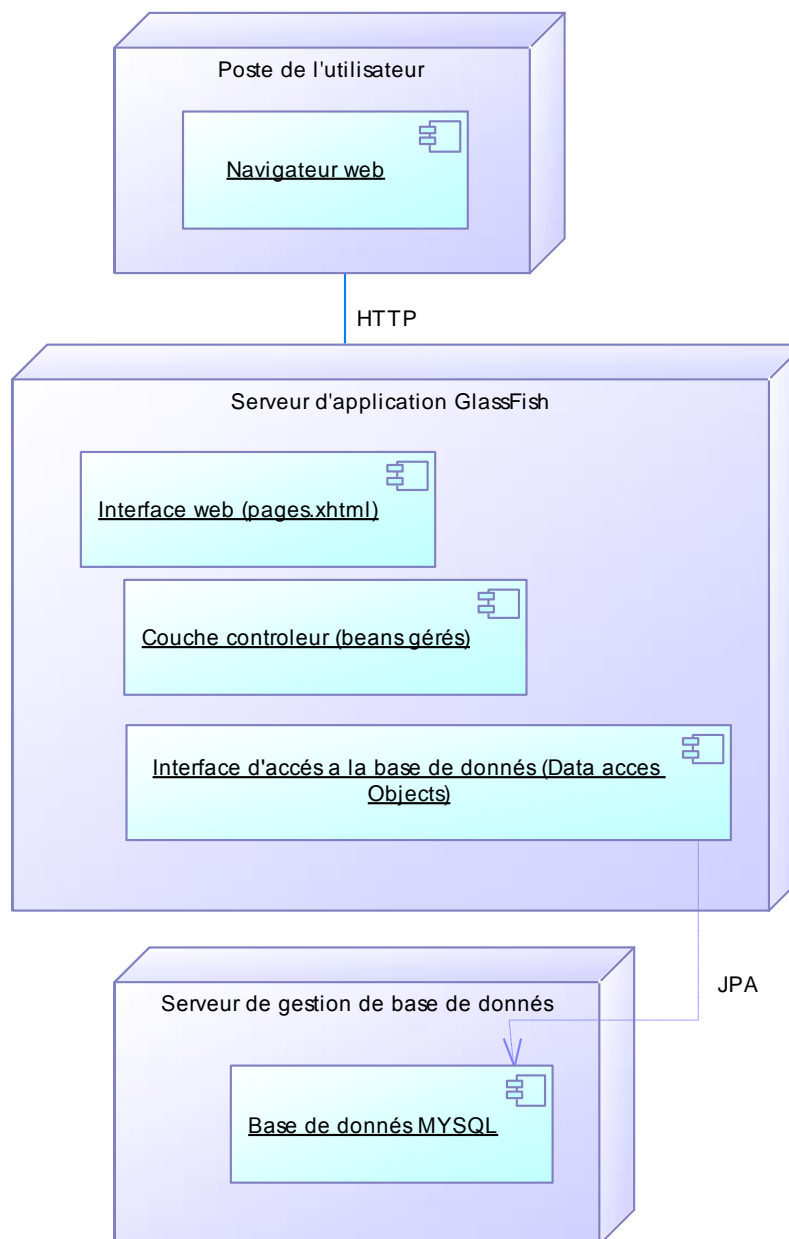 Poste de l'utilisateur
Navigateur web
HTTP
Serveur d'application GlassFish
Interface web (pages.xhtml)
Couche controleur (beans gérés)
Interface d'accés a la base de donnés (Data acces
Objects)
JPA
Serveur de gestion de base de donnés
Base de donnés MYSQL